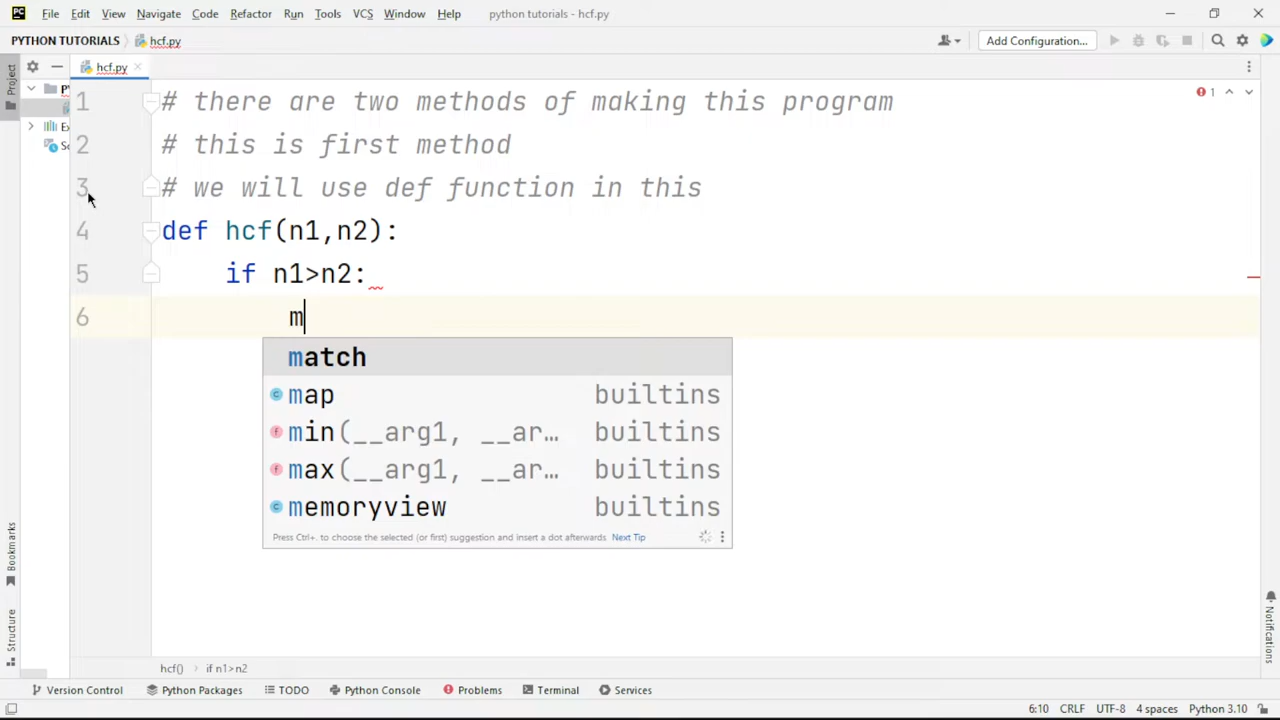 File Edit View Navigate Code Refactor Run Tools VCS Window Help python tutorials - hcf.py
PYTHON TUTORIALS hcf.py Add Configuration...
Project hcf.py
1 # there are two methods of making this program
2 # this is first method
3 # we will use def function in this
4 def hcf(n1,n2):
5 if n1>n2:
6 m
1
match
map builtins
min(__arg1, __ar… builtins
max(__arg1, __ar… builtins
memoryview builtins
Press Ctrl+. to choose the selected (or first) suggestion and insert a dot afterwards. Next Tip
Bookmarks
Structure
Notifications
hcf() if n1>n2
Version Control Python Packages TODO Python Console Problems Terminal Services
6:10 CRLF UTF-8 4 spaces Python 3.10